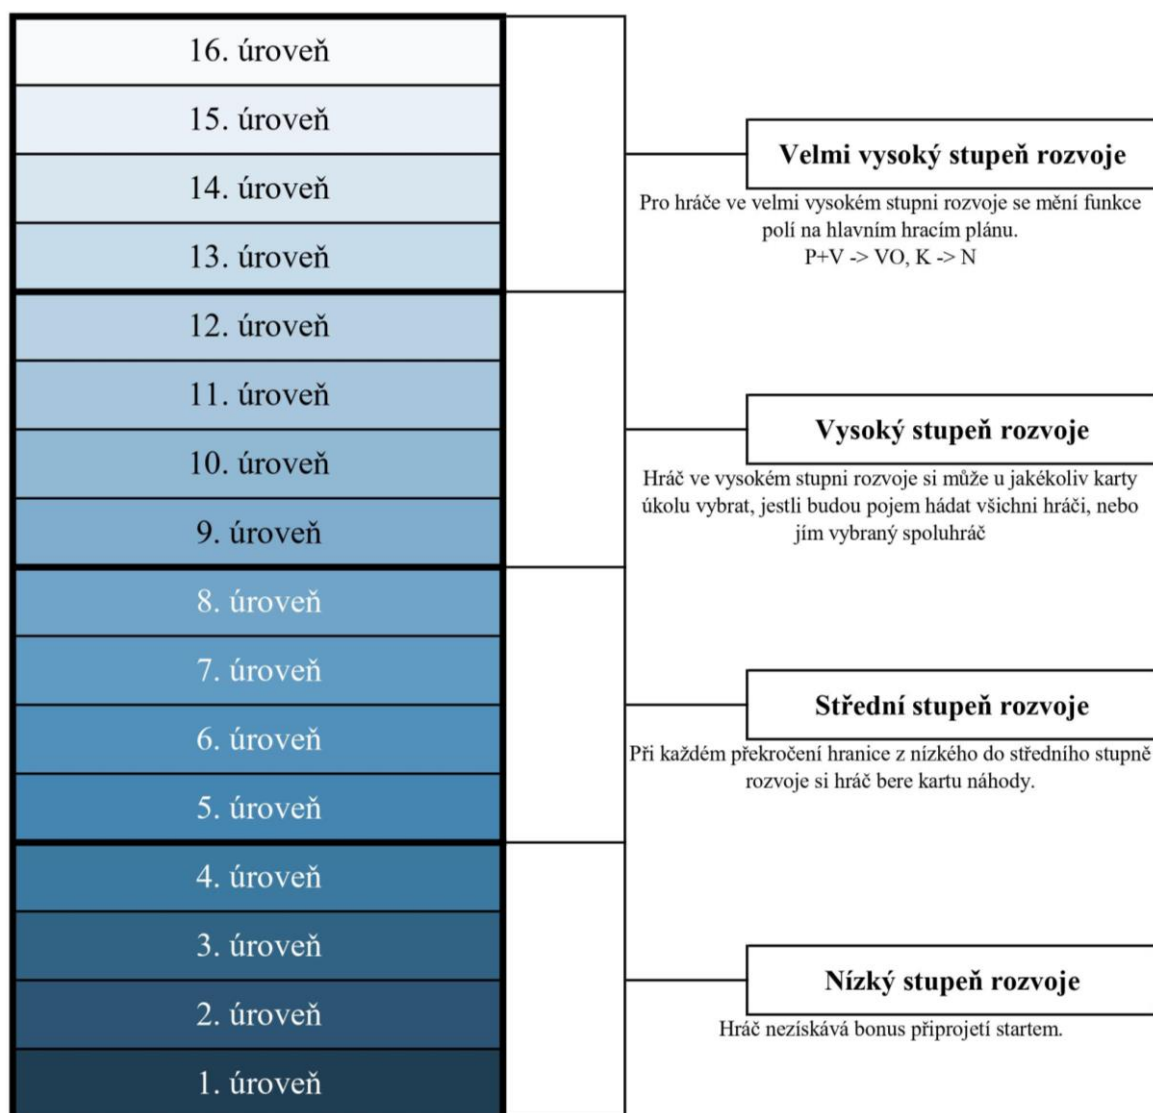 16. úroveň
15. úroveň
14. úroveň
13. úroveň
12. úroveň
11. úroveň
10. úroveň
9. úroveň
8. úroveň
7. úroveň
6. úroveň
5. úroveň
4. úroveň
3. úroveň
2. úroveň
1. úroveň
Velmi vysoký stupeň rozvoje
Pro hráče ve velmi vysokém stupni rozvoje se mění funkce
polí na hlavním hracím plánu.
P+V -> VO, K -> N
Vysoký stupeň rozvoje
Hráč ve vysokém stupni rozvoje si může u jakékoliv karty
úkolu vybrat, jestli budou pojem hádat všichni hráči, nebo
jím vybraný spoluhráč
Střední stupeň rozvoje
Při každém překročení hranice z nízkého do středního stupně
rozvoje si hráč bere kartu náhody.
Nízký stupeň rozvoje
Hráč nezískává bonus připrojetí startem.